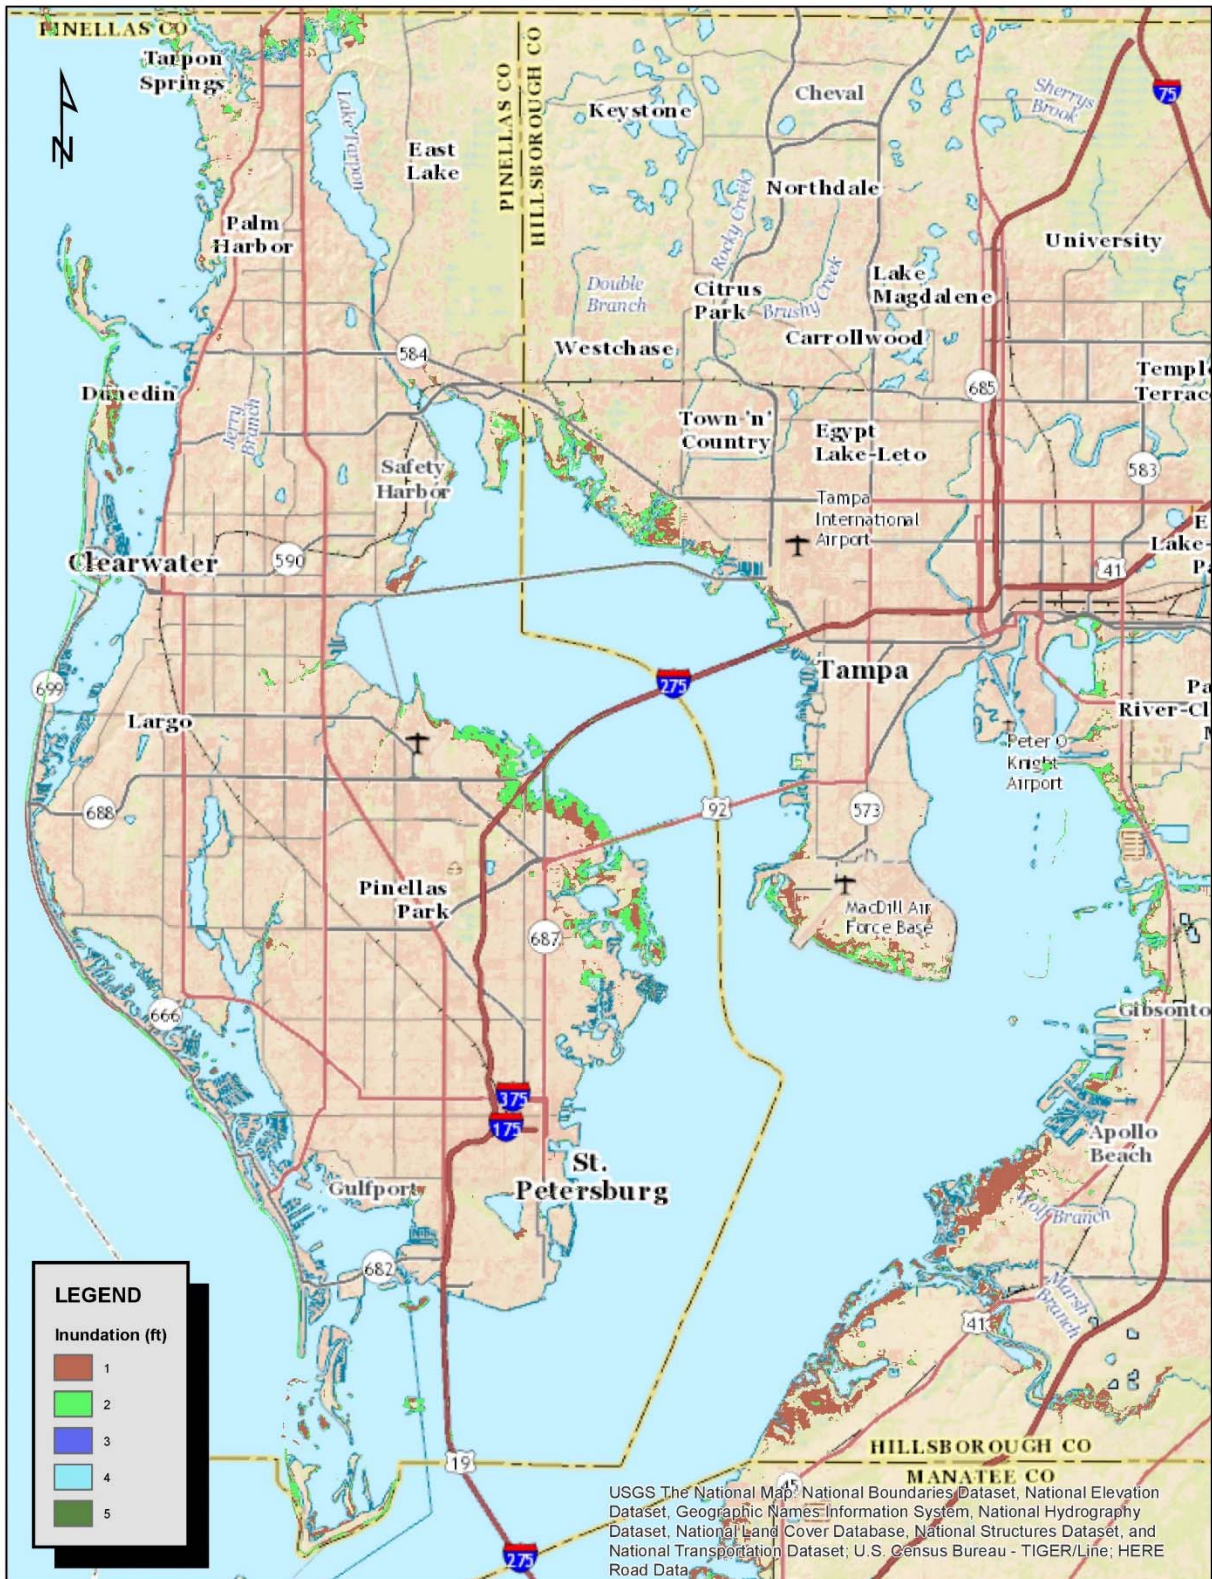 PINELLAS CO
Tarpon
Springs
N
Lake Tarpon
East
Lake
PINELLAS CO
HILLSBOROUGH CO
Keystone
Cheval
Sherrys
Brook
75
Northdale
Rocky Creek
Palm
Harbor
University
Double
Branch
Citrus
Park
Brushy Creek
Lake
Magdalene
Westchase
Carrollwood
584
Dunedin
Jerry
Branch
685
Templ
Terrac
Town 'n'
Country
Egypt
Lake-Leto
Safety
Harbor
583
Tampa
International
Airport
E
Lake-
Pa
Clearwater
590
41
699
275
Tampa
Largo
Pa
River-Cl
M
Peter O
Knight
Airport
688
92
573
Pinellas
Park
MacDill Air
Force Base
687
666
Gibsonto
375
175
Apollo
Beach
St.
Petersburg
Gulfport
Wolf Branch
682
Marsh
Branch
41
LEGEND
Inundation (ft)
1
2
3
4
5
HILLSBOROUGH CO
MANATEE CO
19
45
275
USGS The National Map: National Boundaries Dataset, National Elevation
Dataset, Geographic Names Information System, National Hydrography
Dataset, National Land Cover Database, National Structures Dataset, and
National Transportation Dataset; U.S. Census Bureau - TIGER/Line; HERE
Road Data